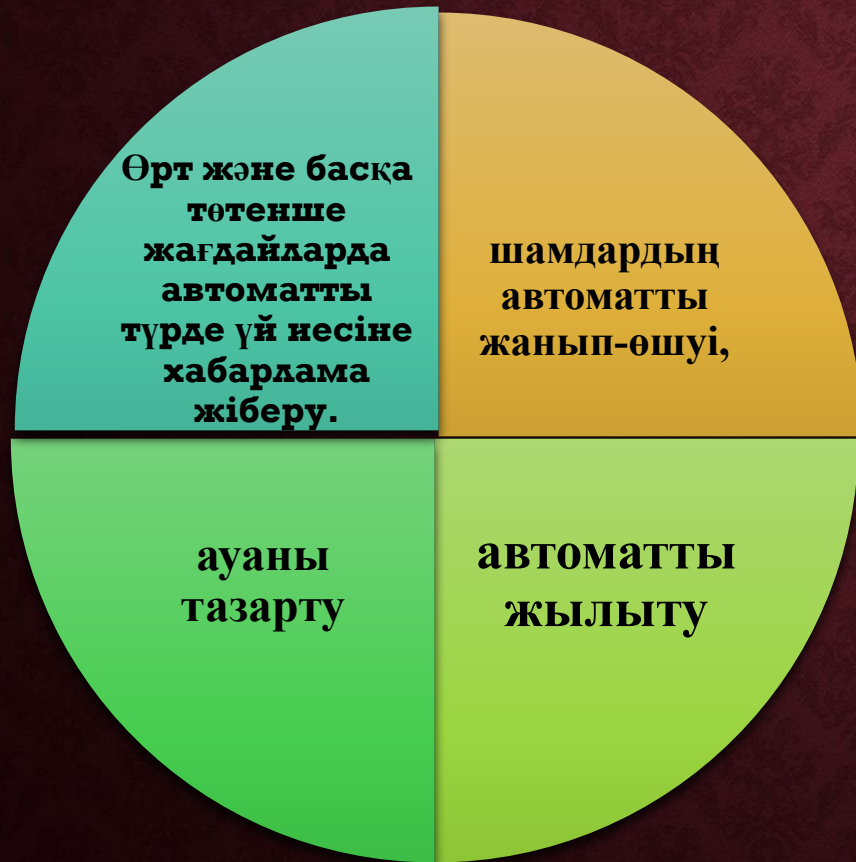 Өрт және басқа
төтенше
жағдайларда
автоматты
түрде үй иесіне
хабарлама
жіберу.
шамдардың
автоматты
жанып-өшуі,
ауаны
тазарту
автоматты
жылыту